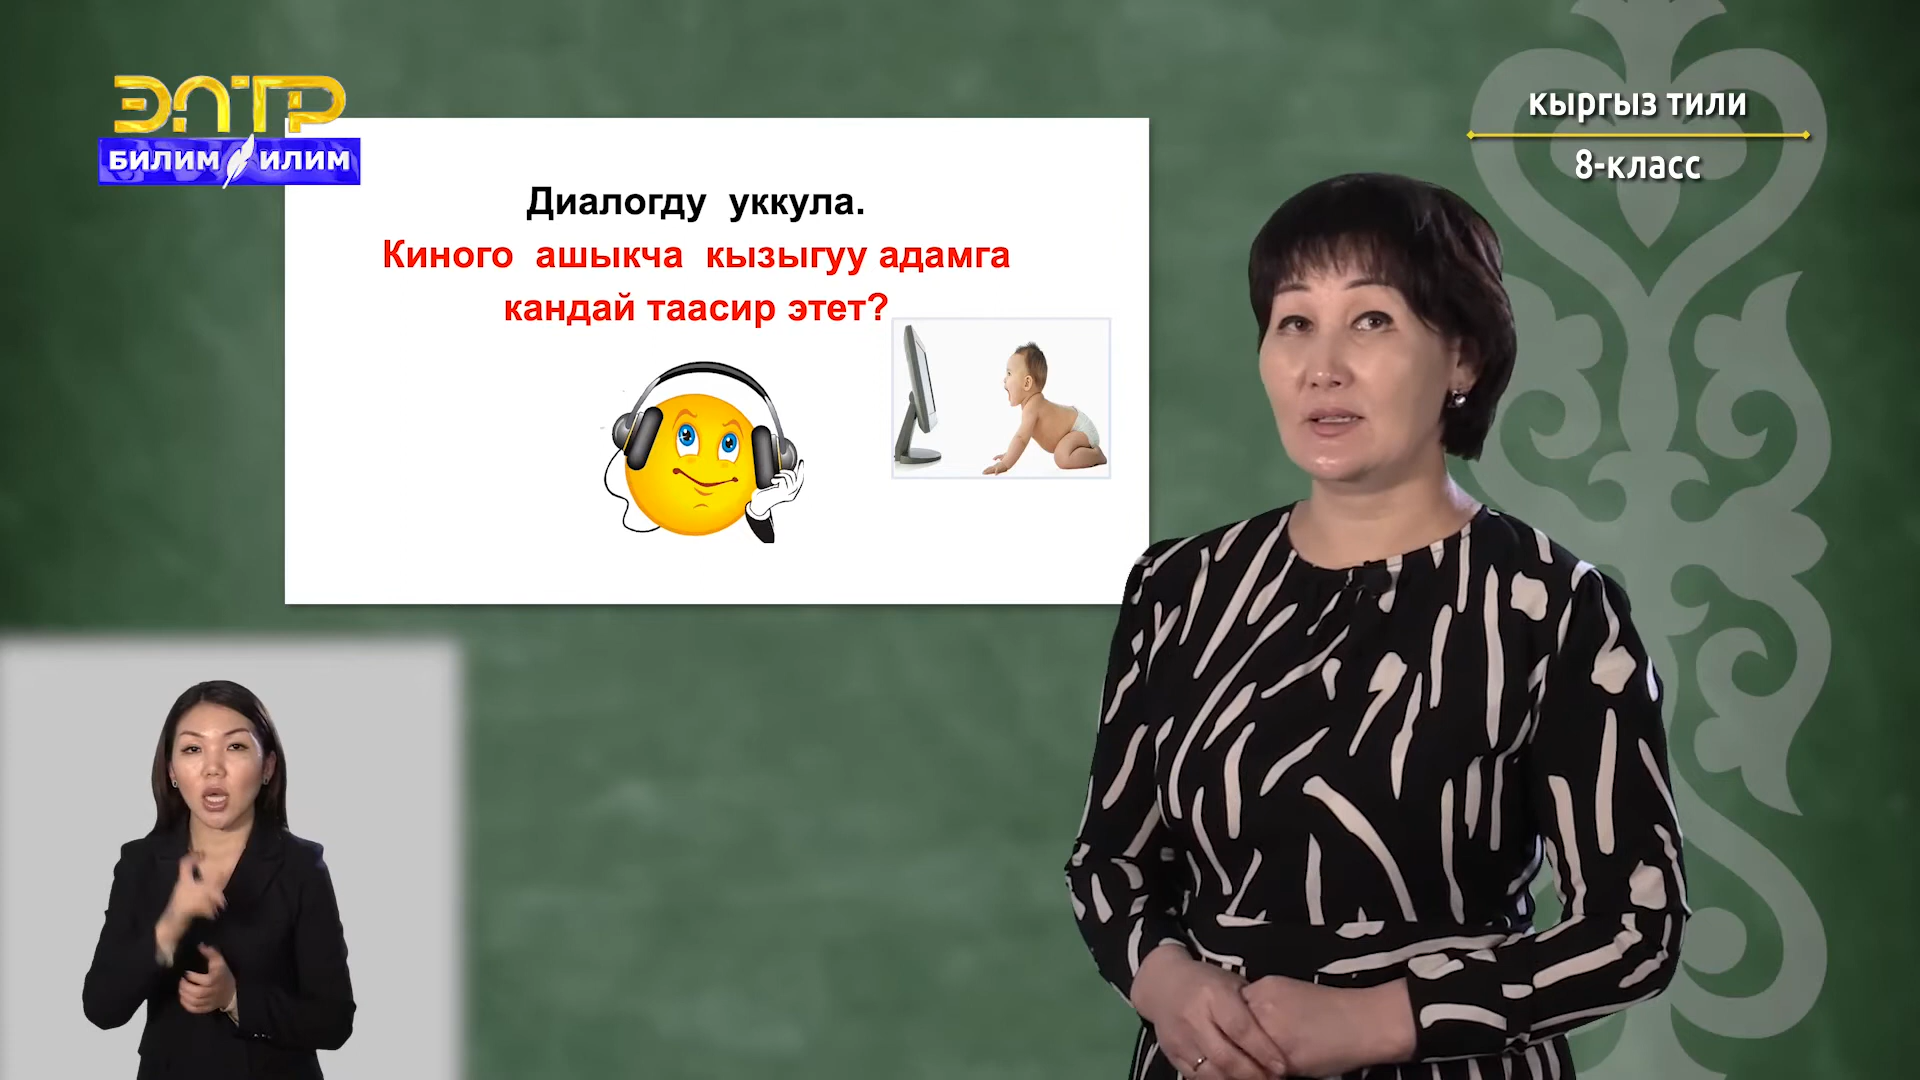 ЭЛТР
БИЛИМ ИЛИМ
кыргыз тили
8-класс
Диалогду уккула.
Киного ашыкча кызыгуу адамга
кандай таасир этет?